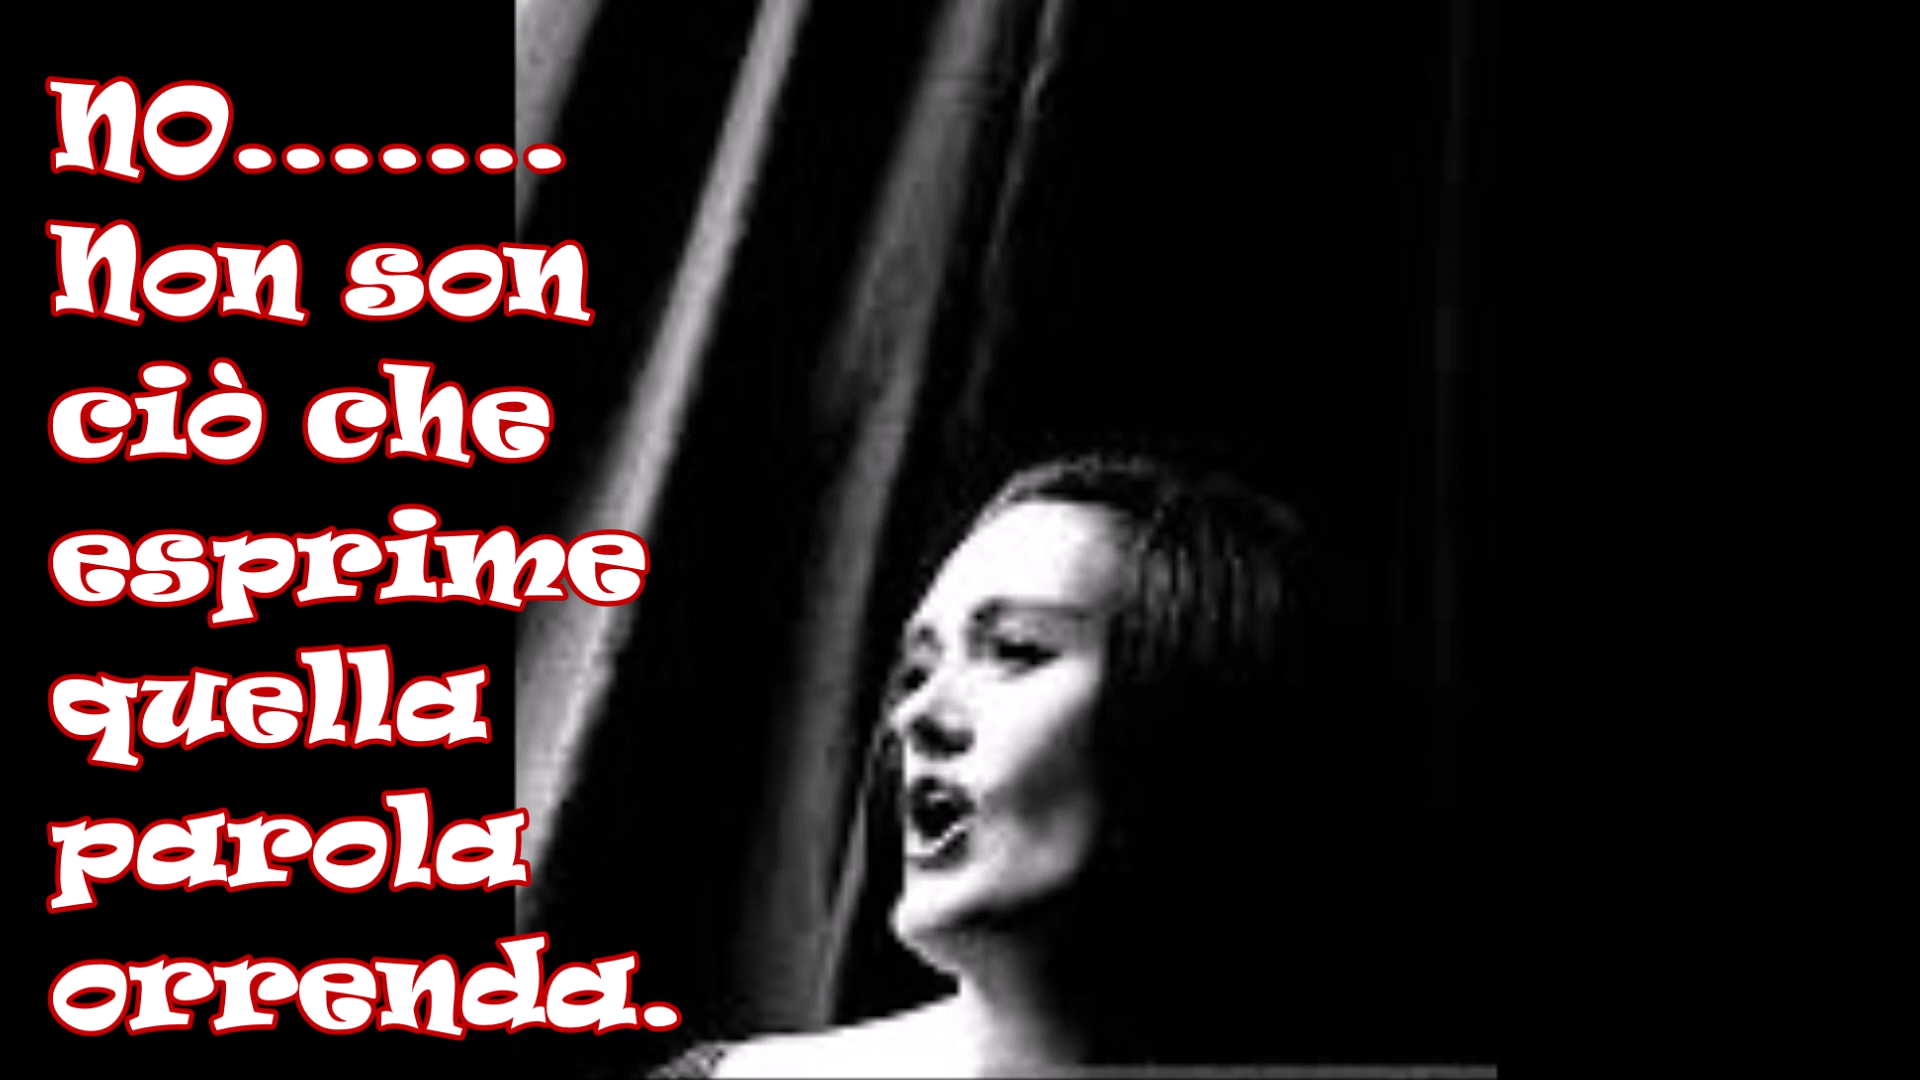 NO.......
Non son
ciò che
esprime
quella
parola
orrenda.